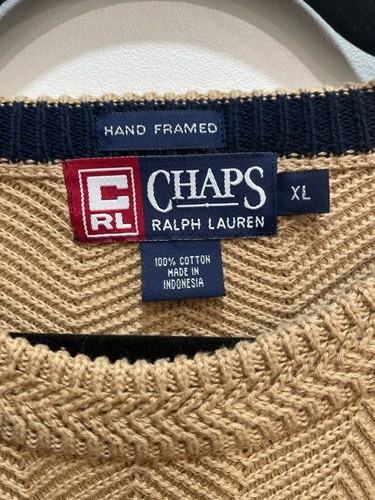 HAND FRAMED
C
RL
CHAPS
RALPH LAUREN
XL
100% COTTON
MADE IN
INDONESIA